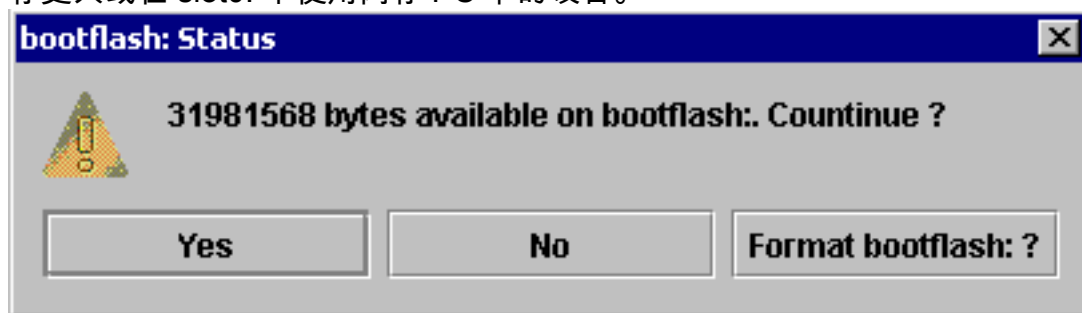 bootflash: Status
31981568 bytes available on bootflash:. Countinue ?
Yes No Format bootflash: ?